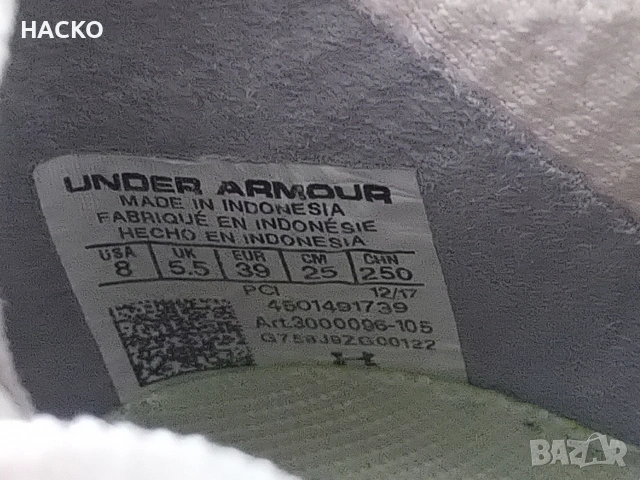 HACKO
UNDER ARMOUR
MADE IN INDONESIA
FABRIQUÉ EN INDONÉSIE
HECHO EN INDONESIA
USA UK EUR CM CHN
8 5.5 39 25 250
PCI 12/17
4501491739
Art.3000096-105
G758J9ZG00122
BAZAR